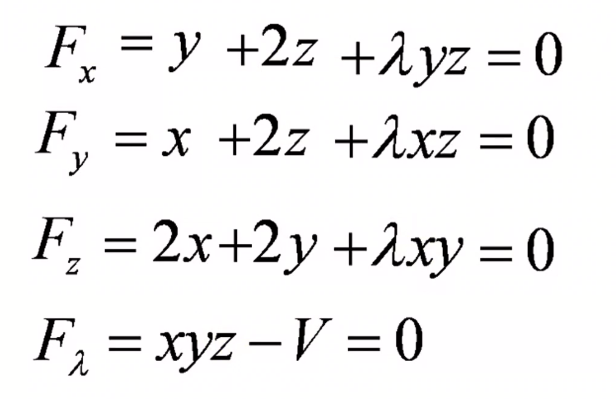 F_x = y + 2z + λyz = 0
F_y = x + 2z + λxz = 0
F_z = 2x + 2y + λxy = 0
F_λ = xyz − V = 0